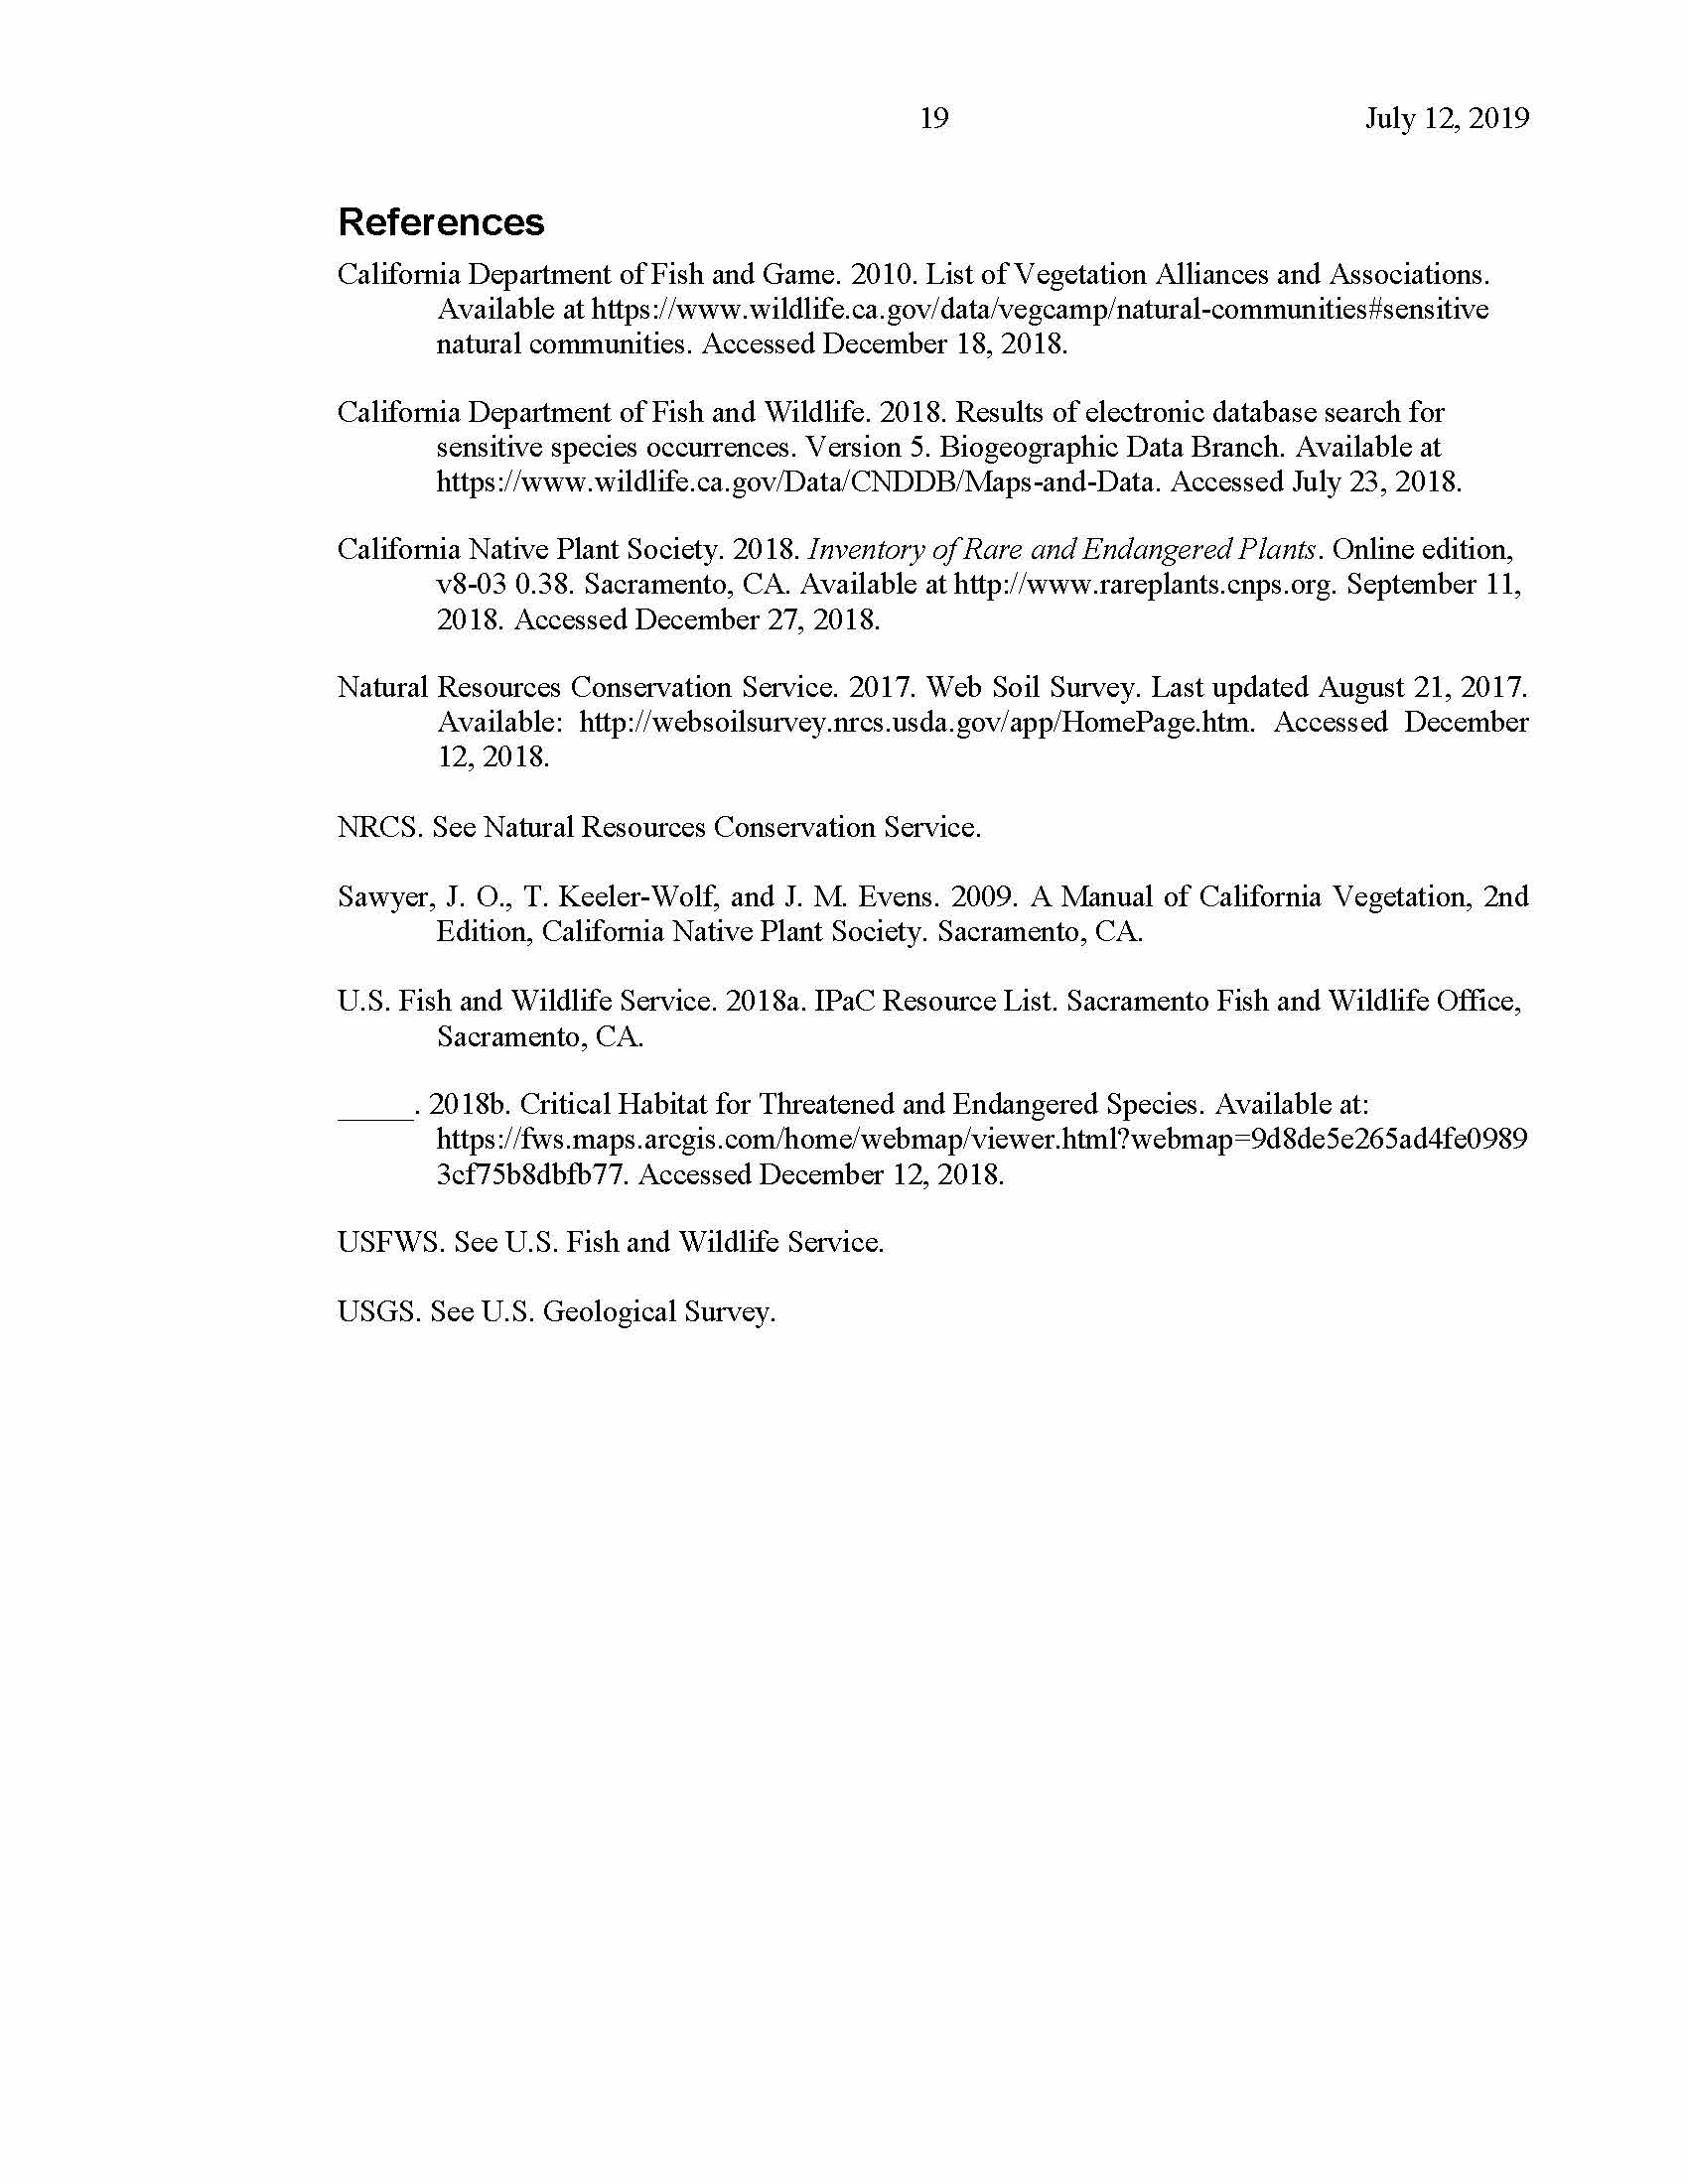 19 July 12, 2019
References
California Department of Fish and Game. 2010. List of Vegetation Alliances and Associations.
Available at https://www.wildlife.ca.gov/data/vegcamp/natural-communities#sensitive
natural communities. Accessed December 18, 2018.
California Department of Fish and Wildlife. 2018. Results of electronic database search for
sensitive species occurrences. Version 5. Biogeographic Data Branch. Available at
https://www.wildlife.ca.gov/Data/CNDDB/Maps-and-Data. Accessed July 23, 2018.
California Native Plant Society. 2018. Inventory of Rare and Endangered Plants. Online edition,
v8-03 0.38. Sacramento, CA. Available at http://www.rareplants.cnps.org. September 11,
2018. Accessed December 27, 2018.
Natural Resources Conservation Service. 2017. Web Soil Survey. Last updated August 21, 2017.
Available: http://websoilsurvey.nrcs.usda.gov/app/HomePage.htm. Accessed December
12, 2018.
NRCS. See Natural Resources Conservation Service.
Sawyer, J. O., T. Keeler-Wolf, and J. M. Evens. 2009. A Manual of California Vegetation, 2nd
Edition, California Native Plant Society. Sacramento, CA.
U.S. Fish and Wildlife Service. 2018a. IPaC Resource List. Sacramento Fish and Wildlife Office,
Sacramento, CA.
_____. 2018b. Critical Habitat for Threatened and Endangered Species. Available at:
https://fws.maps.arcgis.com/home/webmap/viewer.html?webmap=9d8de5e265ad4fe0989
3cf75b8dbfb77. Accessed December 12, 2018.
USFWS. See U.S. Fish and Wildlife Service.
USGS. See U.S. Geological Survey.